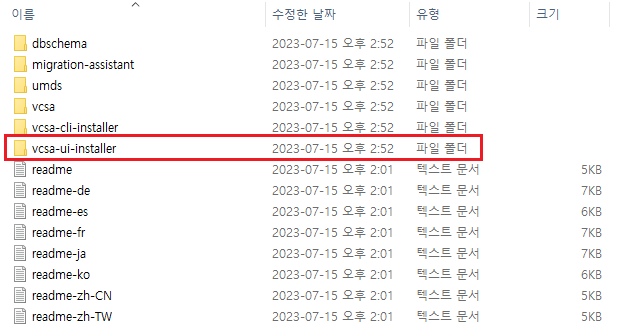 이름 수정한 날짜 유형 크기
dbschema 2023-07-15 오후 2:52 파일 폴더
migration-assistant 2023-07-15 오후 2:52 파일 폴더
umds 2023-07-15 오후 2:52 파일 폴더
vcsa 2023-07-15 오후 2:52 파일 폴더
vcsa-cli-installer 2023-07-15 오후 2:52 파일 폴더
vcsa-ui-installer 2023-07-15 오후 2:52 파일 폴더
readme 2023-07-15 오후 2:01 텍스트 문서 5KB
readme-de 2023-07-15 오후 2:01 텍스트 문서 7KB
readme-es 2023-07-15 오후 2:01 텍스트 문서 6KB
readme-fr 2023-07-15 오후 2:01 텍스트 문서 7KB
readme-ja 2023-07-15 오후 2:01 텍스트 문서 7KB
readme-ko 2023-07-15 오후 2:01 텍스트 문서 6KB
readme-zh-CN 2023-07-15 오후 2:01 텍스트 문서 5KB
readme-zh-TW 2023-07-15 오후 2:01 텍스트 문서 5KB